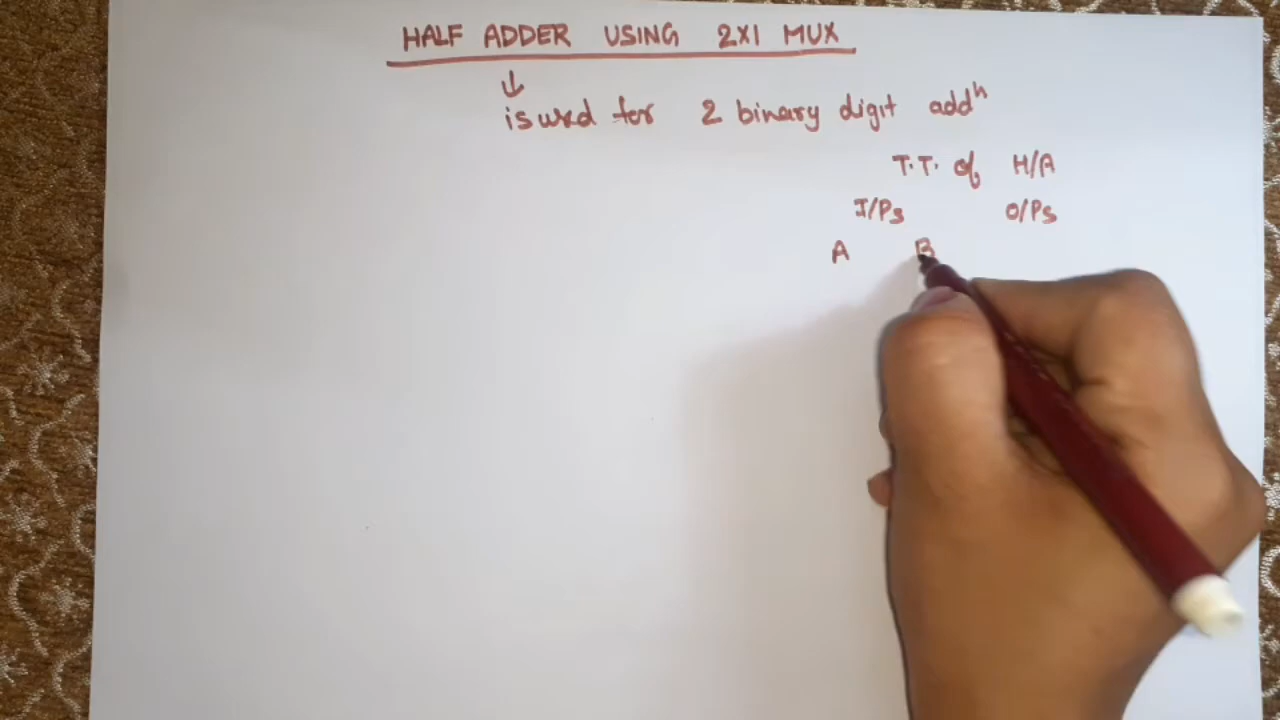 HALF ADDER USING 2X1 MUX
↓
is used for 2 binary digit addn
T.T. of H/A
I/Ps O/Ps
A B